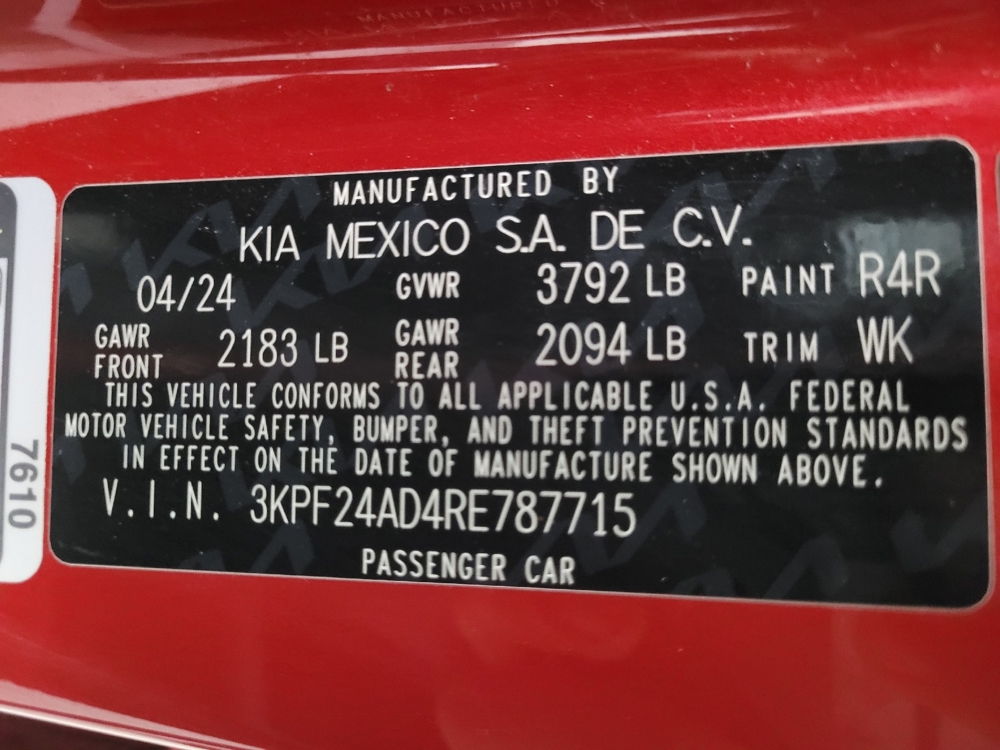 MANUFACTURED BY
KIA MEXICO S.A. DE C.V.
04/24 GVWR 3792 LB PAINT R4R
GAWR FRONT 2183 LB GAWR REAR 2094 LB TRIM WK
THIS VEHICLE CONFORMS TO ALL APPLICABLE U.S.A. FEDERAL
MOTOR VEHICLE SAFETY, BUMPER, AND THEFT PREVENTION STANDARDS
IN EFFECT ON THE DATE OF MANUFACTURE SHOWN ABOVE.
V.I.N. 3KPF24AD4RE787715
PASSENGER CAR
7610